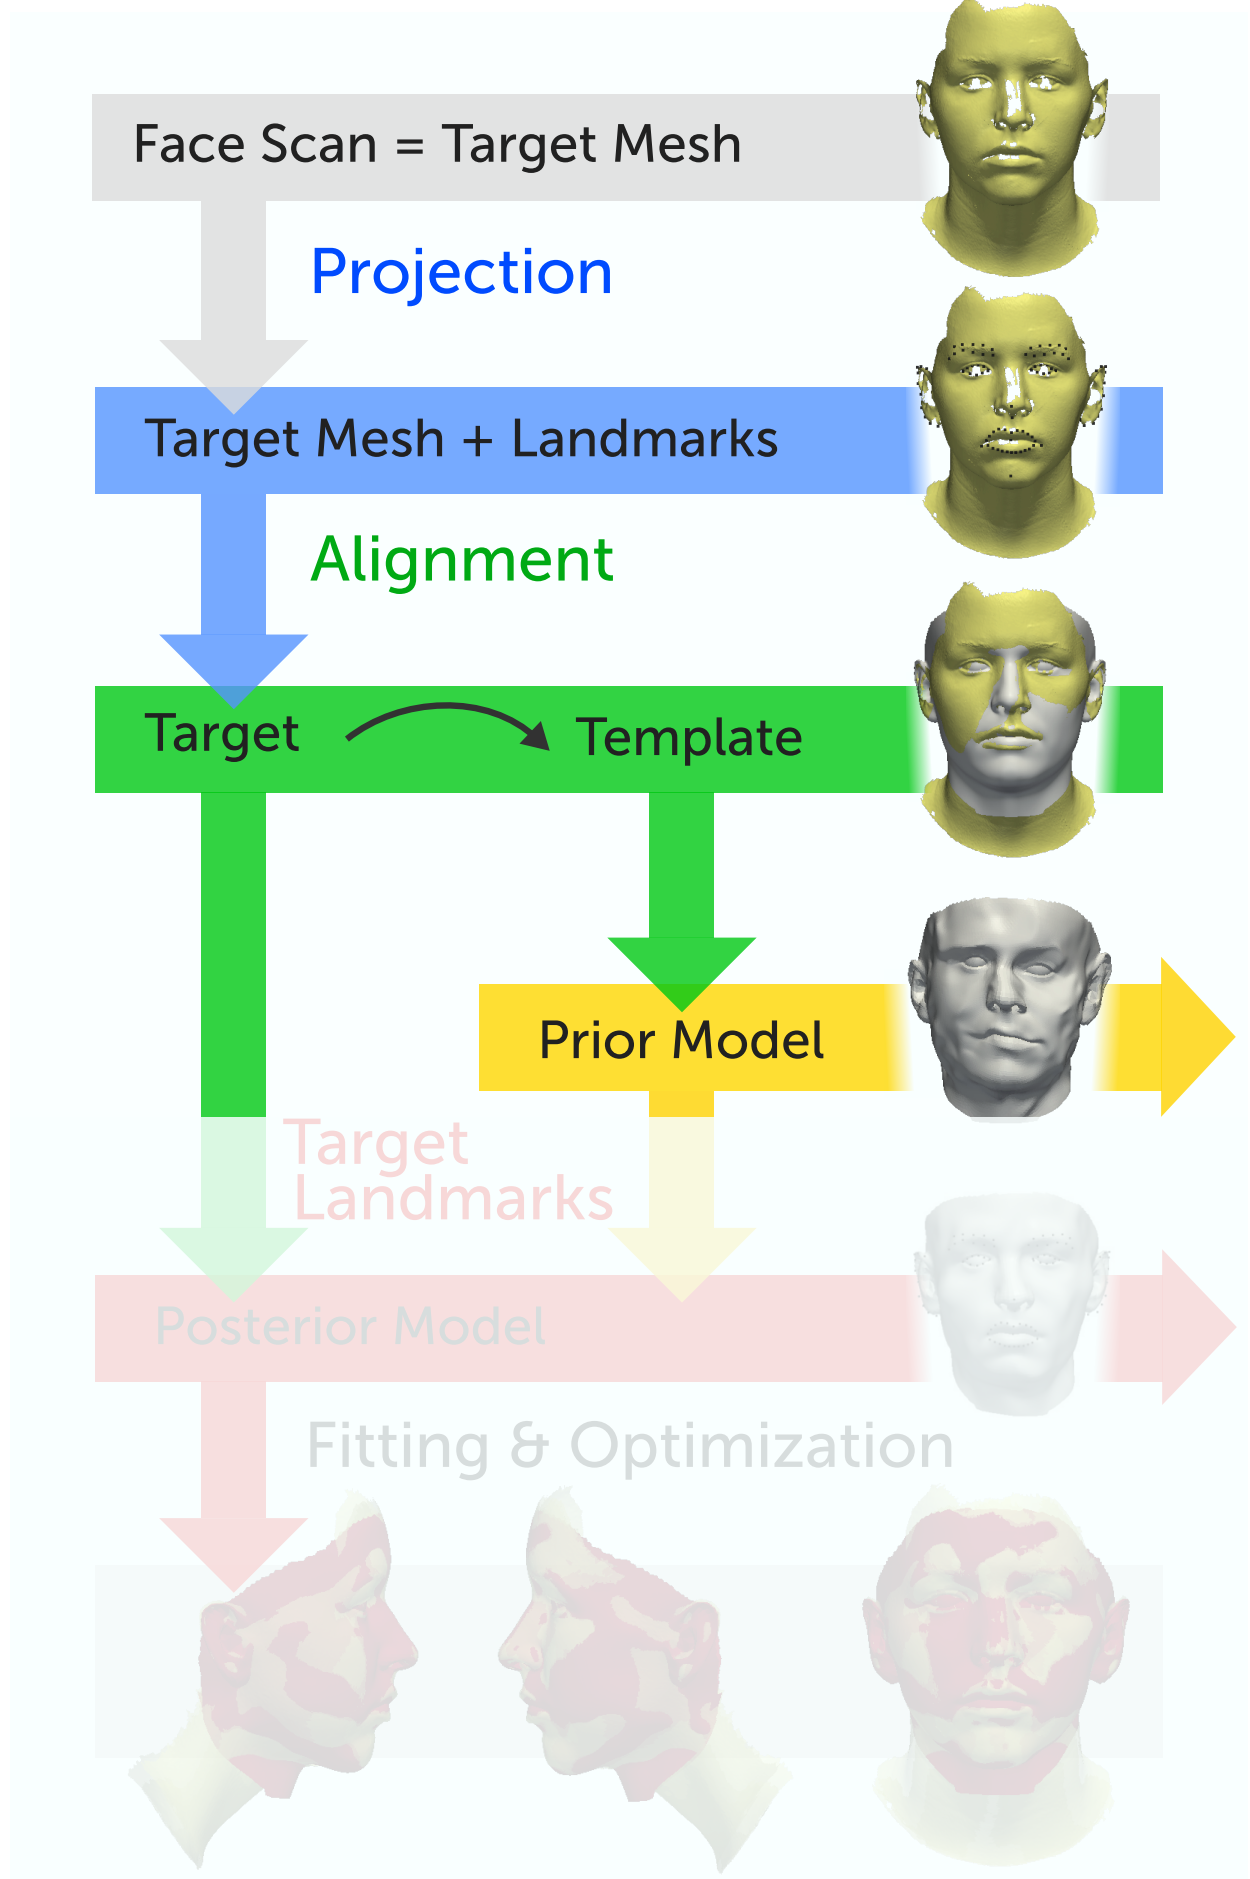 Face Scan = Target Mesh
Projection
Target Mesh + Landmarks
Alignment
Target Template
Prior Model
Target
Landmarks
Posterior Model
Fitting & Optimization